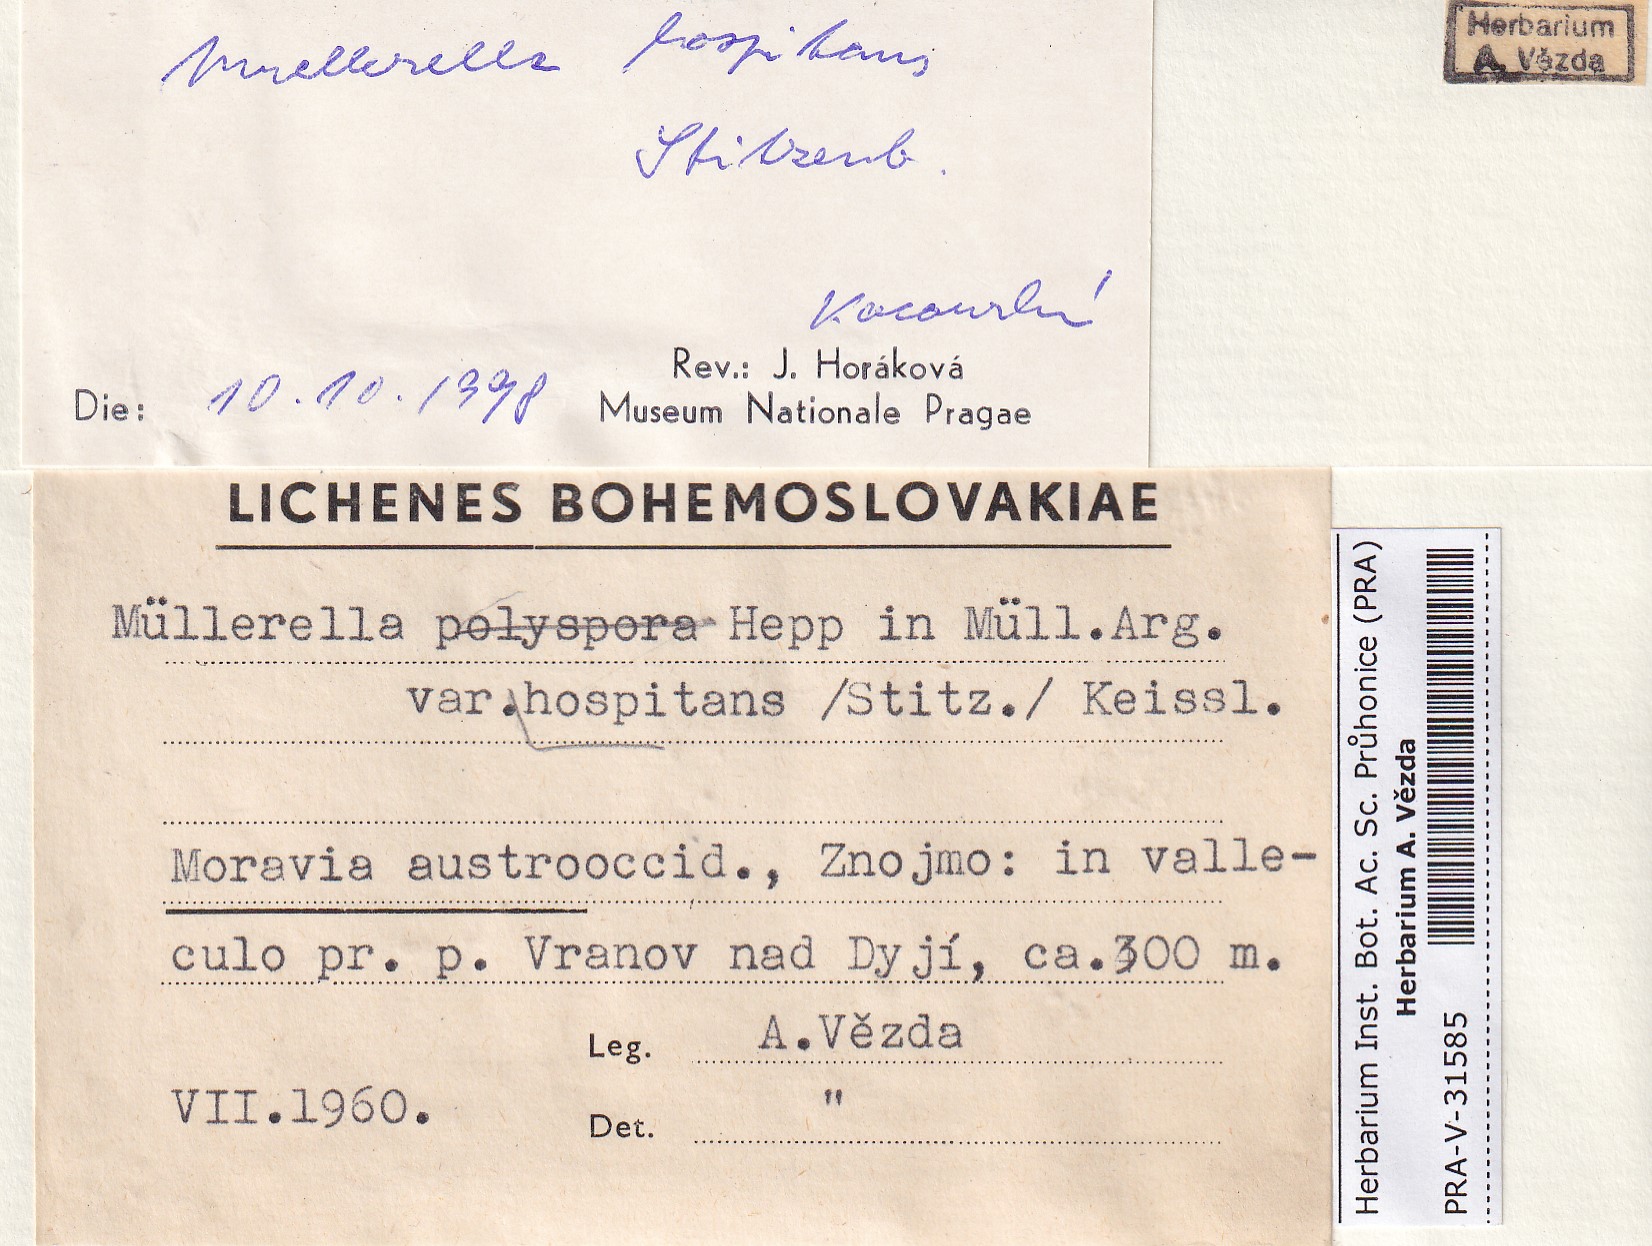 Muellerella hospitans
Stitzenb.
Kocourková
Rev.: J. Horáková
Museum Nationale Pragae
Die: 10.10.1998
Herbarium
A. Vězda
LICHENES BOHEMOSLOVAKIAE
Müllerella polyspora Hepp in Müll.Arg.
var.hospitans /Stitz./ Keissl.
Moravia austrooccid., Znojmo: in valle-
culo pr. p. Vranov nad Dyjí, ca.300 m.
Leg. A.Vězda
VII.1960.
Det. "
Herbarium Inst. Bot. Ac. Sc. Průhonice (PRA)
Herbarium A. Vězda
PRA-V-31585